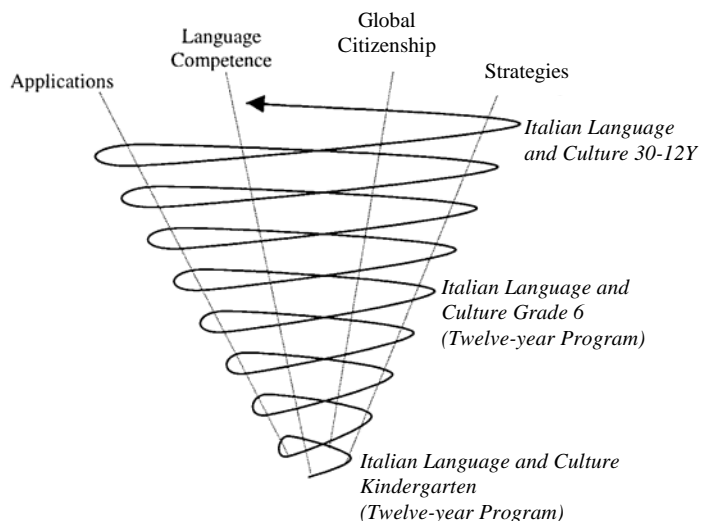 Global
Citizenship
Language
Competence
Applications
Strategies
Italian Language
and Culture 30-12Y
Italian Language and
Culture Grade 6
(Twelve-year Program)
Italian Language and Culture
Kindergarten
(Twelve-year Program)